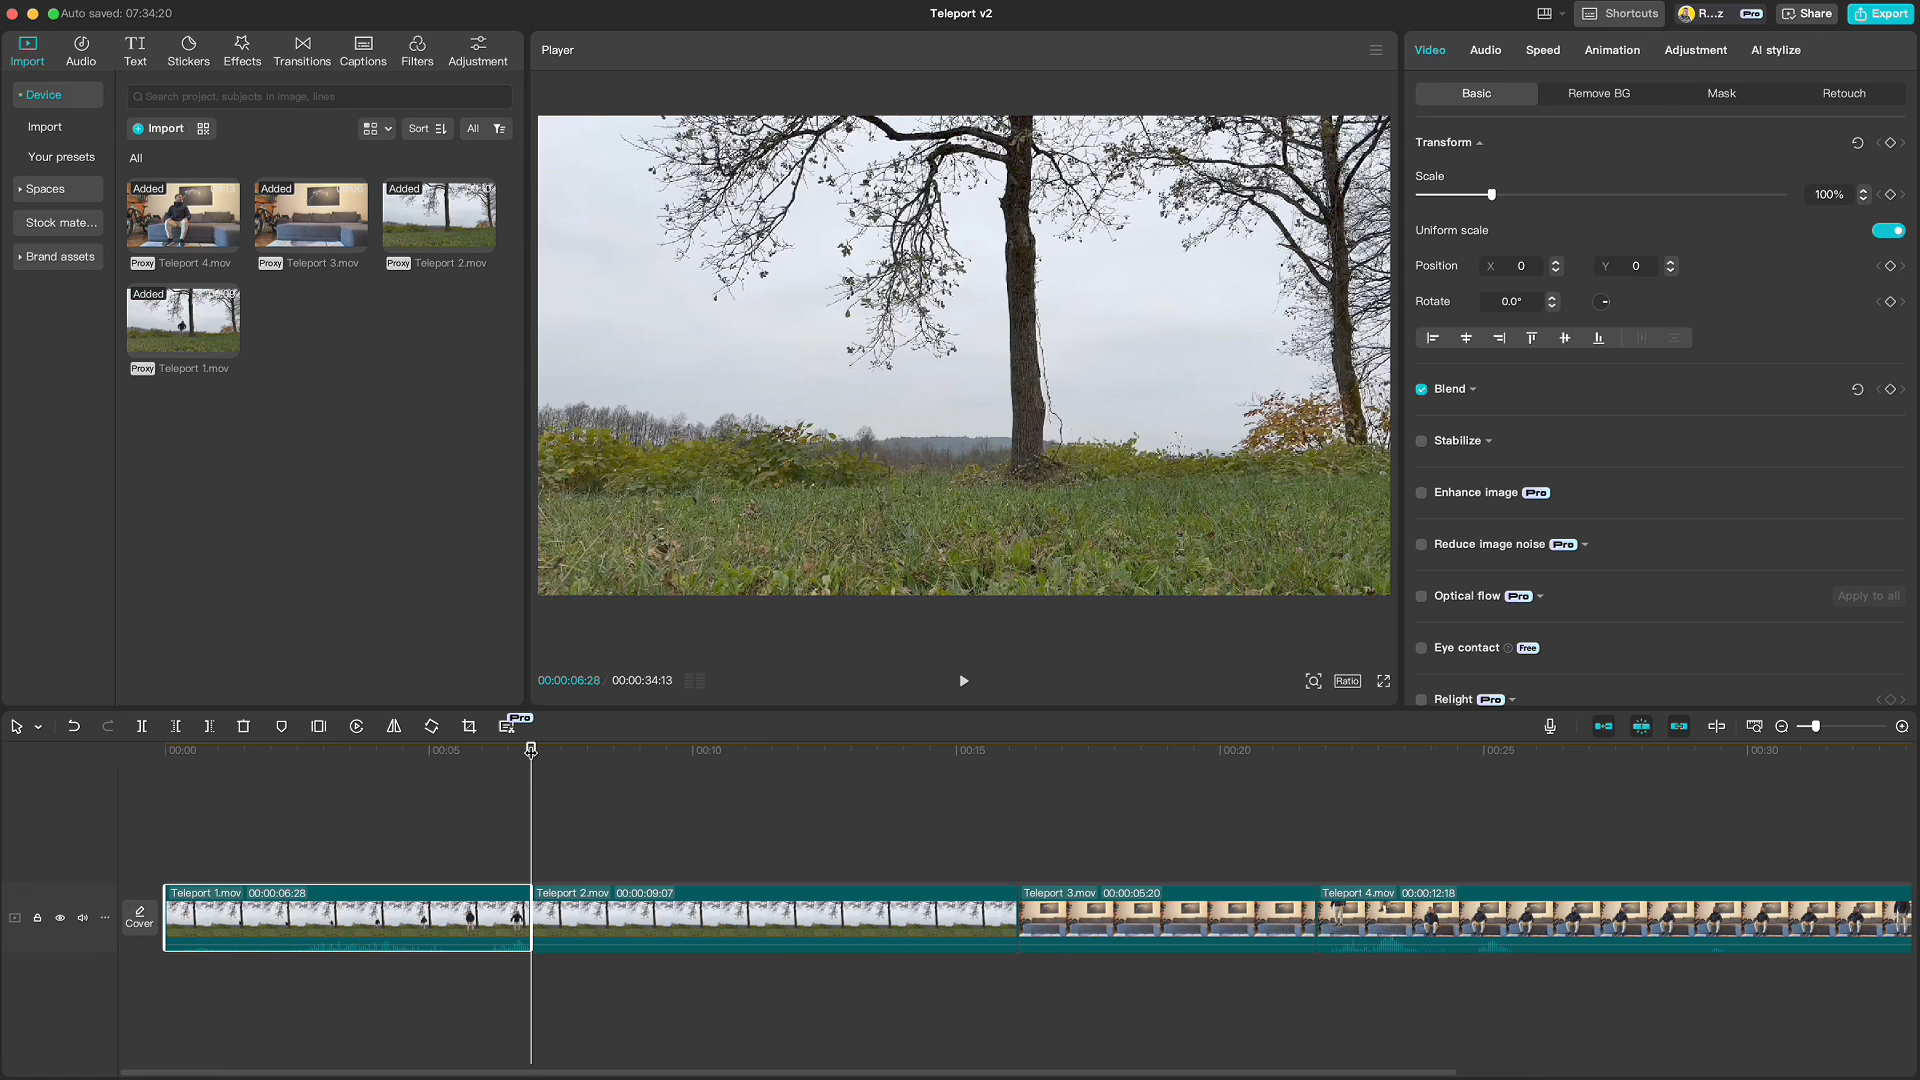 Auto saved: 07:34:20
Teleport v2
Shortcuts
R...z
Pro
Share
Export
Import
Audio
Text
Stickers
Effects
Transitions
Captions
Filters
Adjustment
Device
Import
Your presets
Spaces
Stock mate...
Brand assets
Search project, subjects in image, lines
Import
Sort
All
All
Added
Added
Added
Proxy Teleport 4.mov
Proxy Teleport 3.mov
Proxy Teleport 2.mov
Added
Proxy Teleport 1.mov
Player
00:00:06:28 / 00:00:34:13
Ratio
Video
Audio
Speed
Animation
Adjustment
AI stylize
Basic
Remove BG
Mask
Retouch
Transform
Scale
100%
Uniform scale
Position X 0 Y 0
Rotate 0.0°
Blend
Stabilize
Enhance image Pro
Reduce image noise Pro
Optical flow Pro
Apply to all
Eye contact Free
Relight Pro
Pro
00:00
00:05
00:10
00:15
00:20
00:25
00:30
Cover
Teleport 1.mov 00:00:06:28
Teleport 2.mov 00:00:09:07
Teleport 3.mov 00:00:05:20
Teleport 4.mov 00:00:12:18